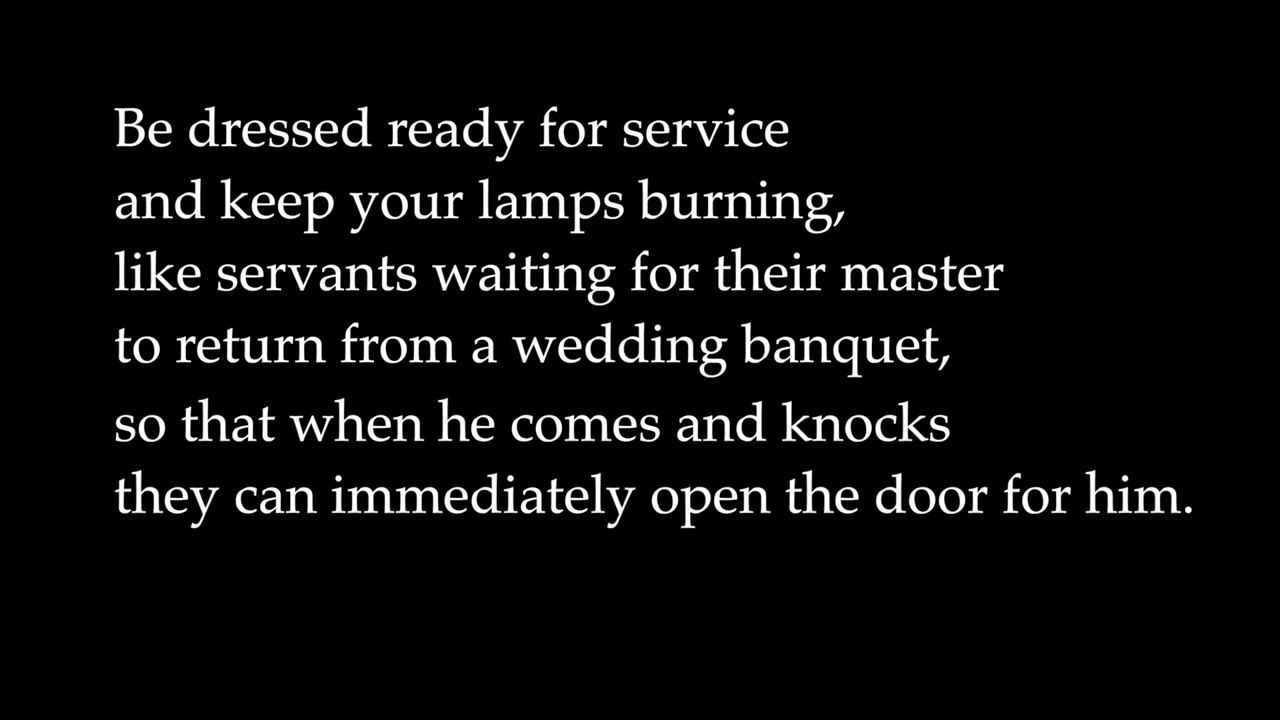 Be dressed ready for service
and keep your lamps burning,
like servants waiting for their master
to return from a wedding banquet,
so that when he comes and knocks
they can immediately open the door for him.